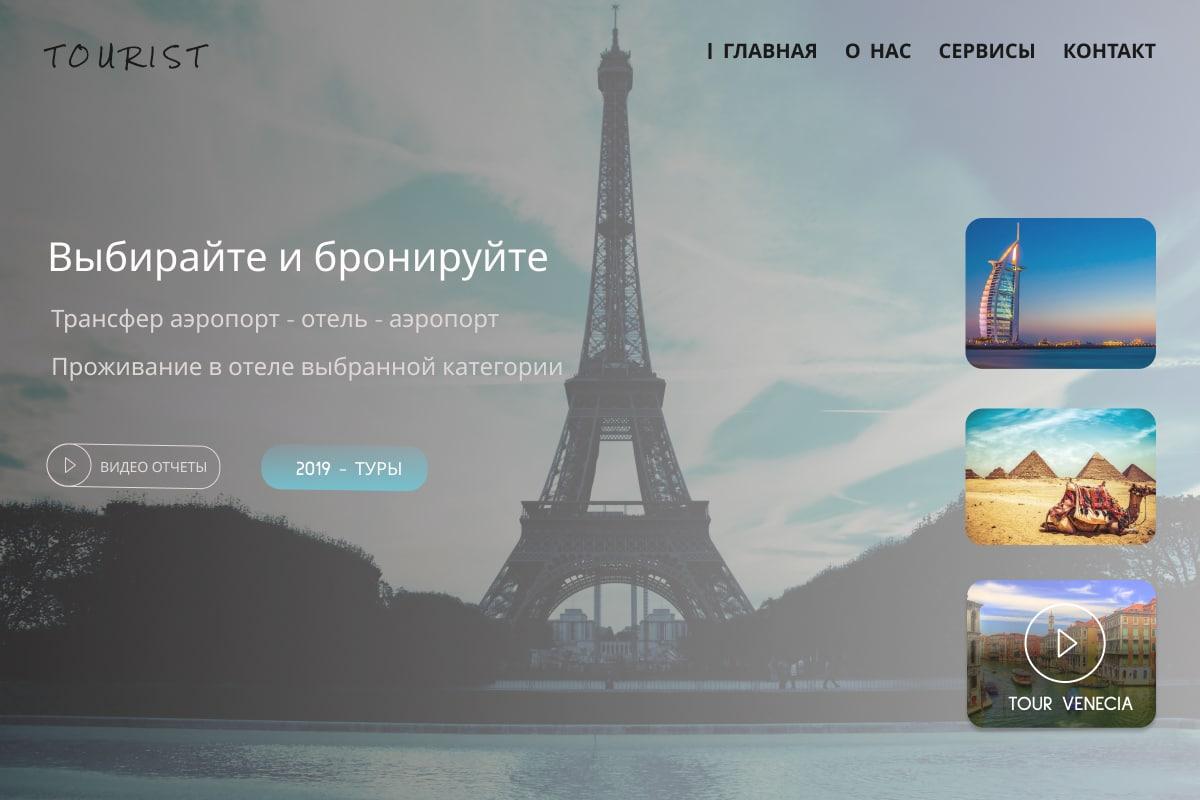 TOURIST
| ГЛАВНАЯ О НАС СЕРВИСЫ КОНТАКТ
Выбирайте и бронируйте
Трансфер аэропорт - отель - аэропорт
Проживание в отеле выбранной категории
ВИДЕО ОТЧЕТЫ
2019 - ТУРЫ
TOUR VENECIA